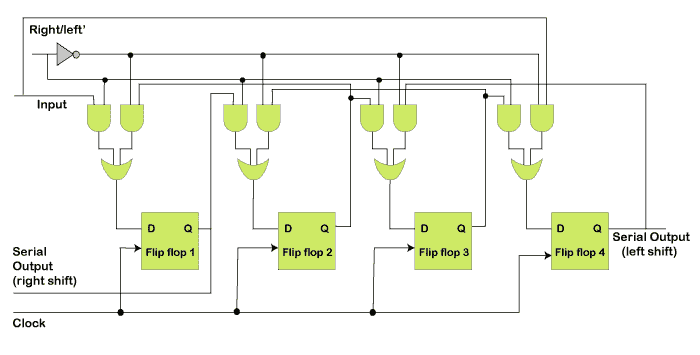 Right/left'
Input
D Q
Flip flop 1
D Q
Flip flop 2
D Q
Flip flop 3
D Q
Flip flop 4
Serial Output
(left shift)
Serial
Output
(right shift)
Clock